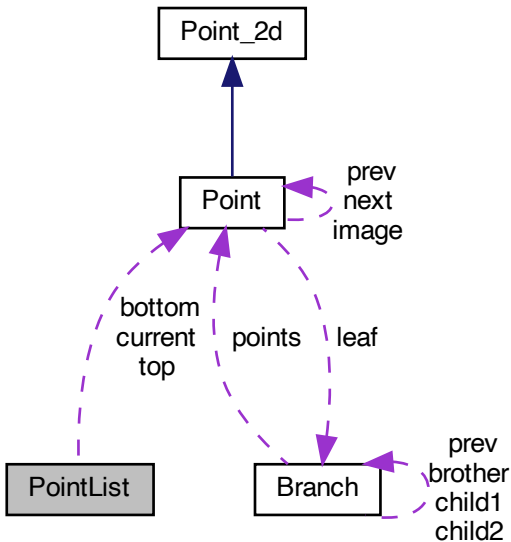 Point_2d
Point
prev
next
image
bottom
current
top
points
leaf
PointList
Branch
prev
brother
child1
child2